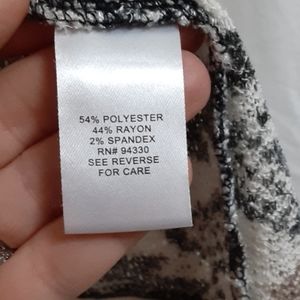 54% POLYESTER
44% RAYON
2% SPANDEX
RN# 94330
SEE REVERSE
FOR CARE